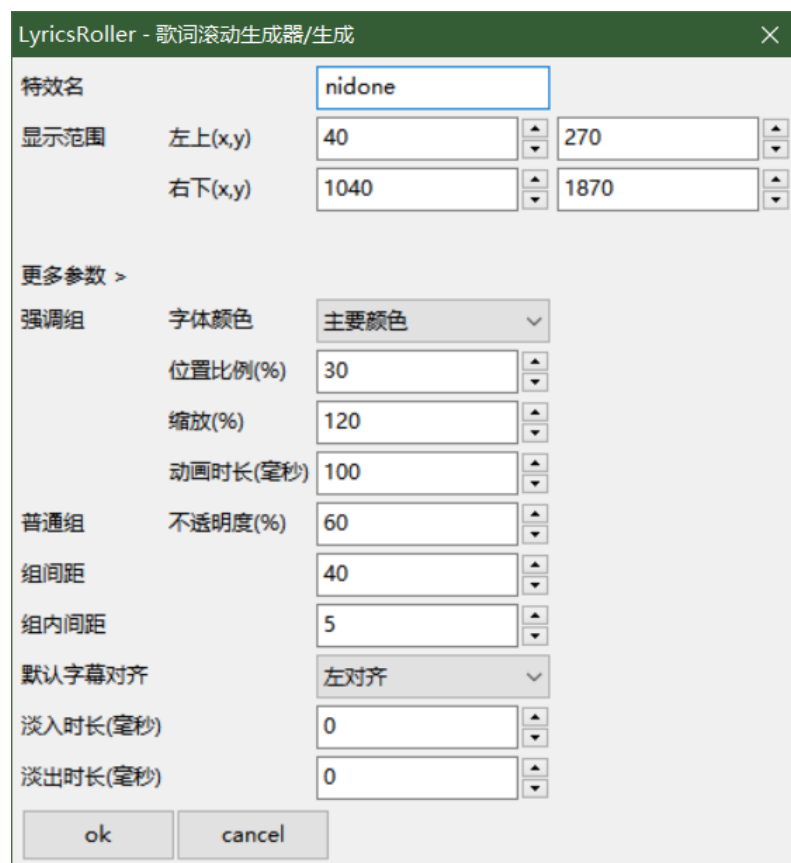 LyricsRoller - 歌词滚动生成器/生成
特效名 nidone
显示范围 左上(x,y) 40 270
右下(x,y) 1040 1870
更多参数 >
强调组 字体颜色 主要颜色
位置比例(%) 30
缩放(%) 120
动画时长(毫秒) 100
普通组 不透明度(%) 60
组间距 40
组内间距 5
默认字幕对齐 左对齐
淡入时长(毫秒) 0
淡出时长(毫秒) 0
ok cancel